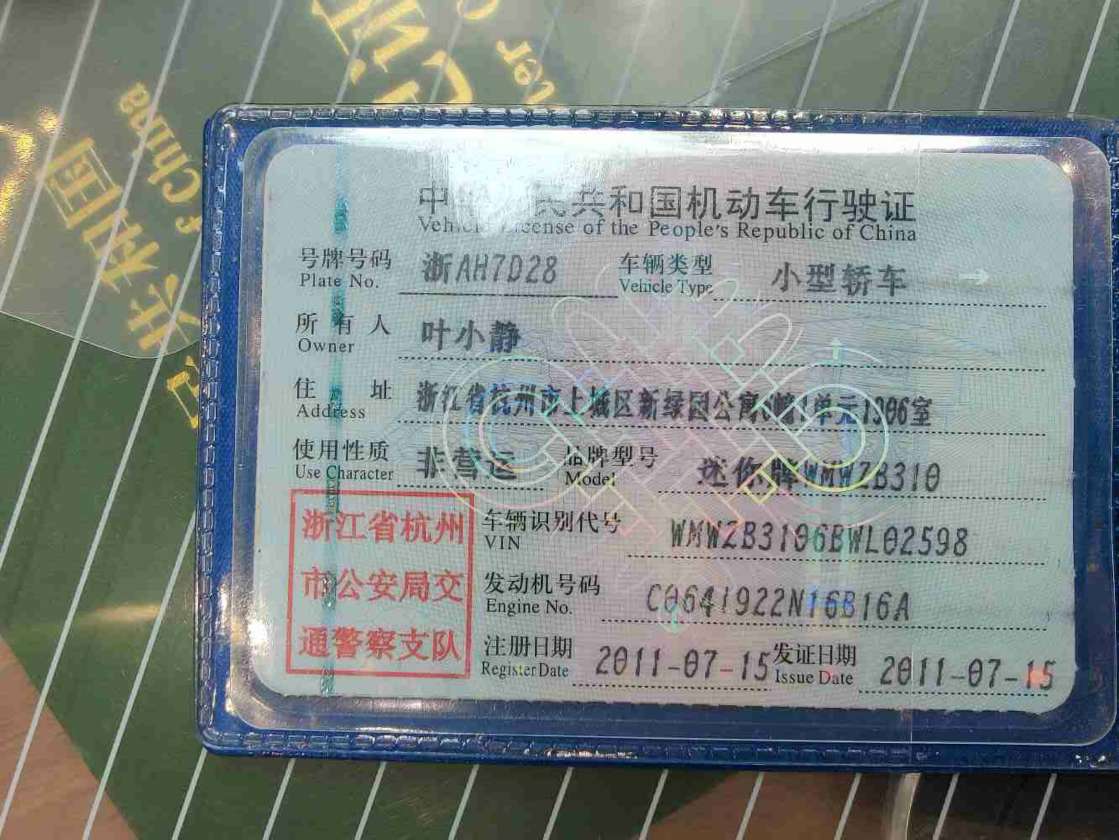 中 民共和国机动车行驶证
Vehicle License of the People's Republic of China
号牌号码 浙AH7D28 车辆类型 小型轿车
Plate No. Vehicle Type
所有人 叶小静
Owner
住址 浙江省杭州市上城区新绿园公寓 单元1906室
Address
使用性质 非营运 品牌型号 迷你牌WMWZB310
Use Character Model
浙江省杭州
市公安局交
通警察支队
车辆识别代号 WMWZB3106BWL02598
VIN
发动机号码 C0641922N16B16A
Engine No.
注册日期 2011-07-15 发证日期 2011-07-15
Register Date Issue Date
共和国
China